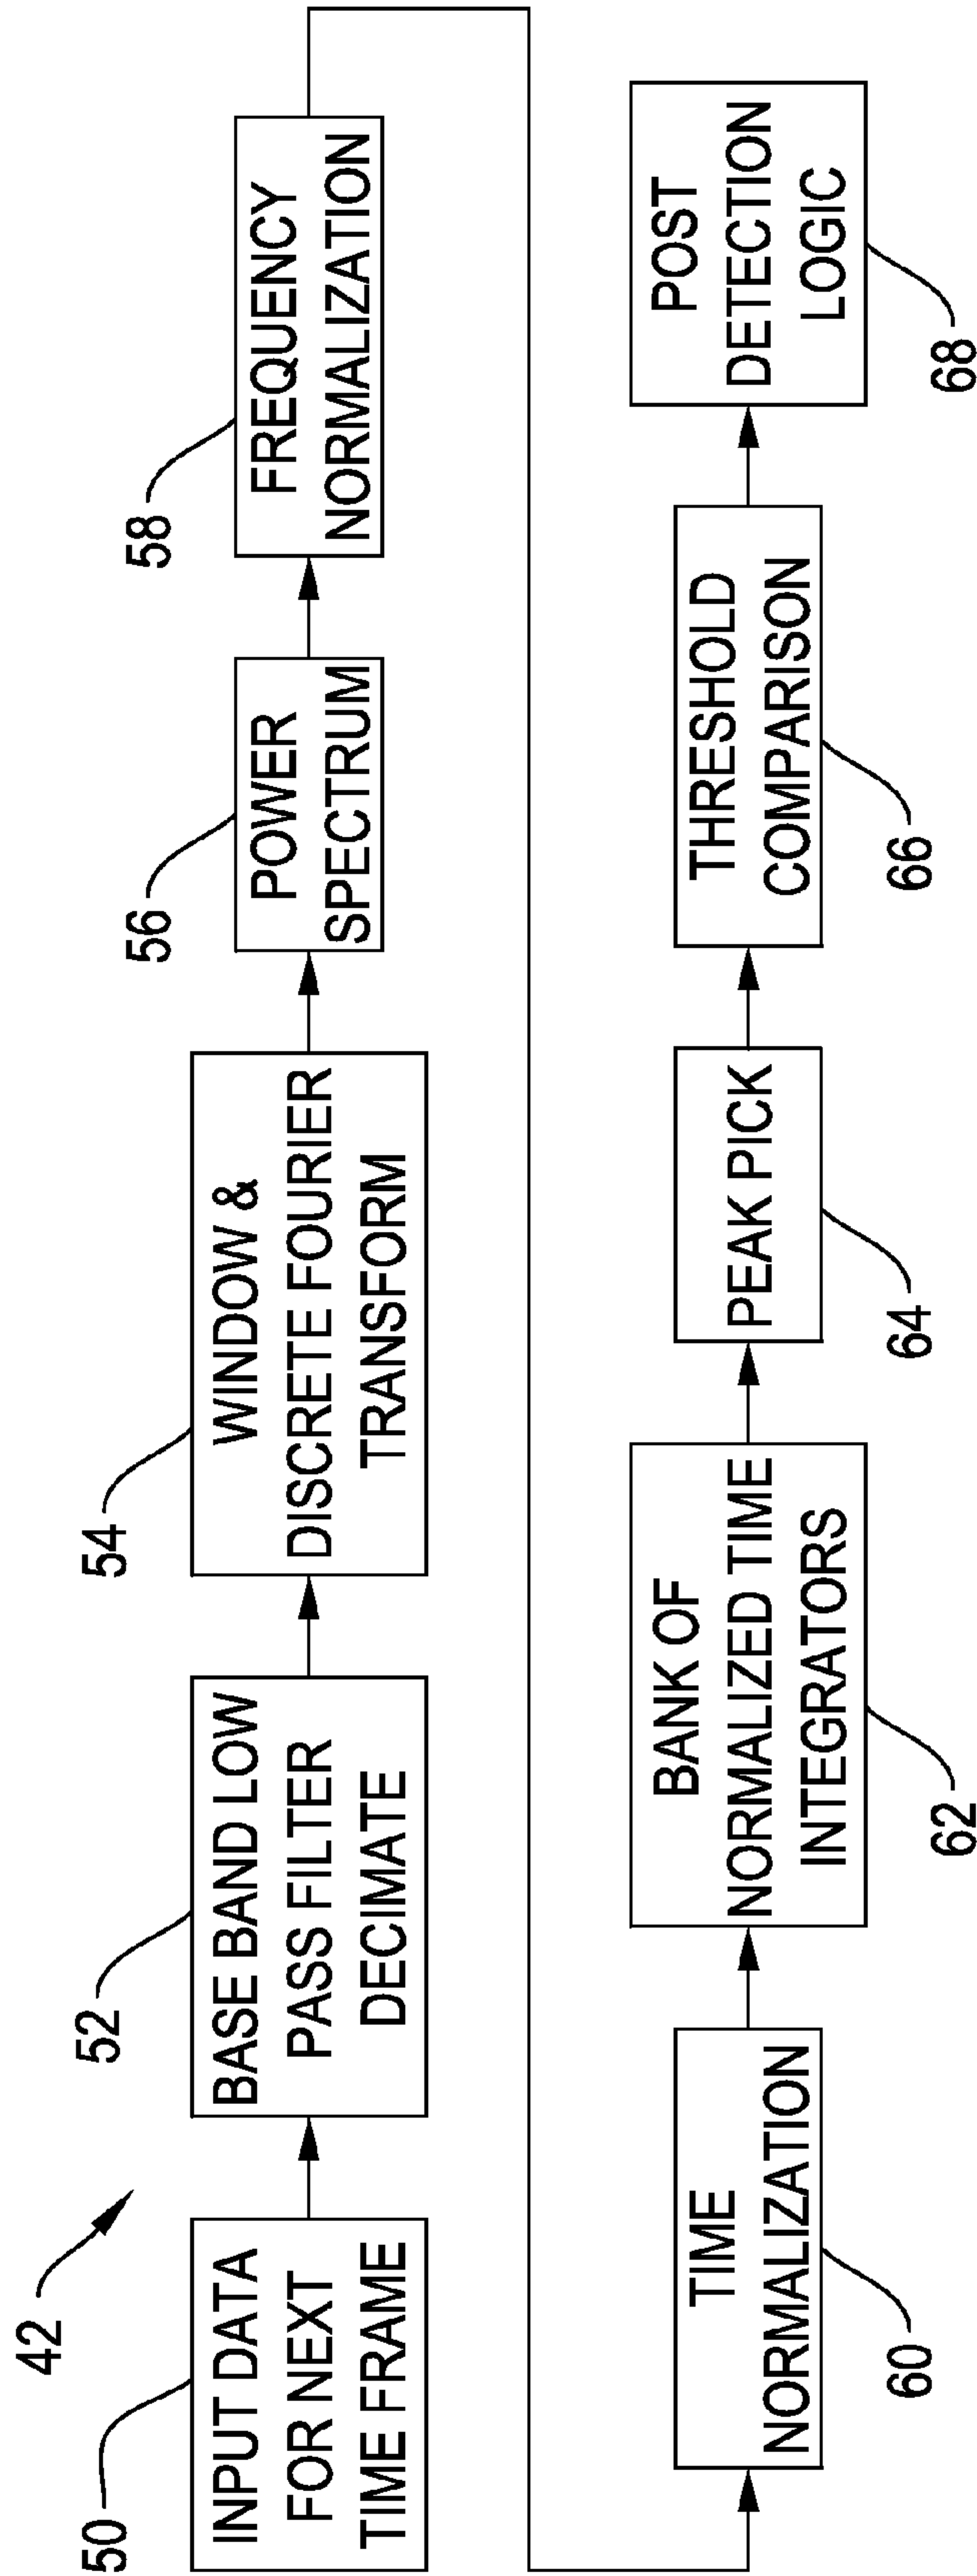 42
50
INPUT DATA
FOR NEXT
TIME FRAME
52
BASE BAND LOW
PASS FILTER
DECIMATE
54
WINDOW &
DISCRETE FOURIER
TRANSFORM
56
POWER
SPECTRUM
58
FREQUENCY
NORMALIZATION
TIME
NORMALIZATION
60
BANK OF
NORMALIZED TIME
INTEGRATORS
62
PEAK PICK
64
THRESHOLD
COMPARISON
66
POST
DETECTION
LOGIC
68